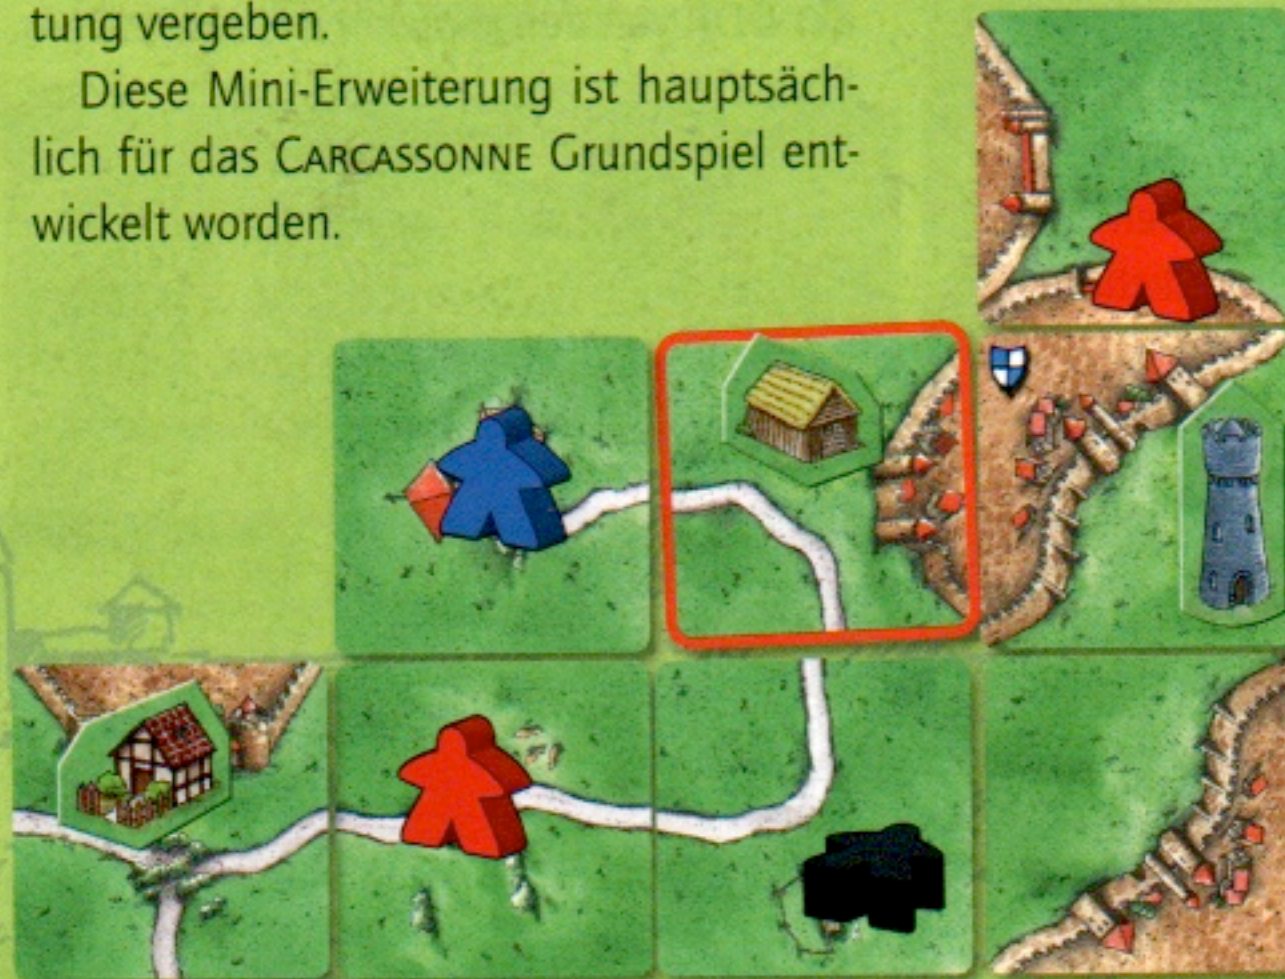 tung vergeben.
Diese Mini-Erweiterung ist hauptsäch-
lich für das CARCASSONNE Grundspiel ent-
wickelt worden.